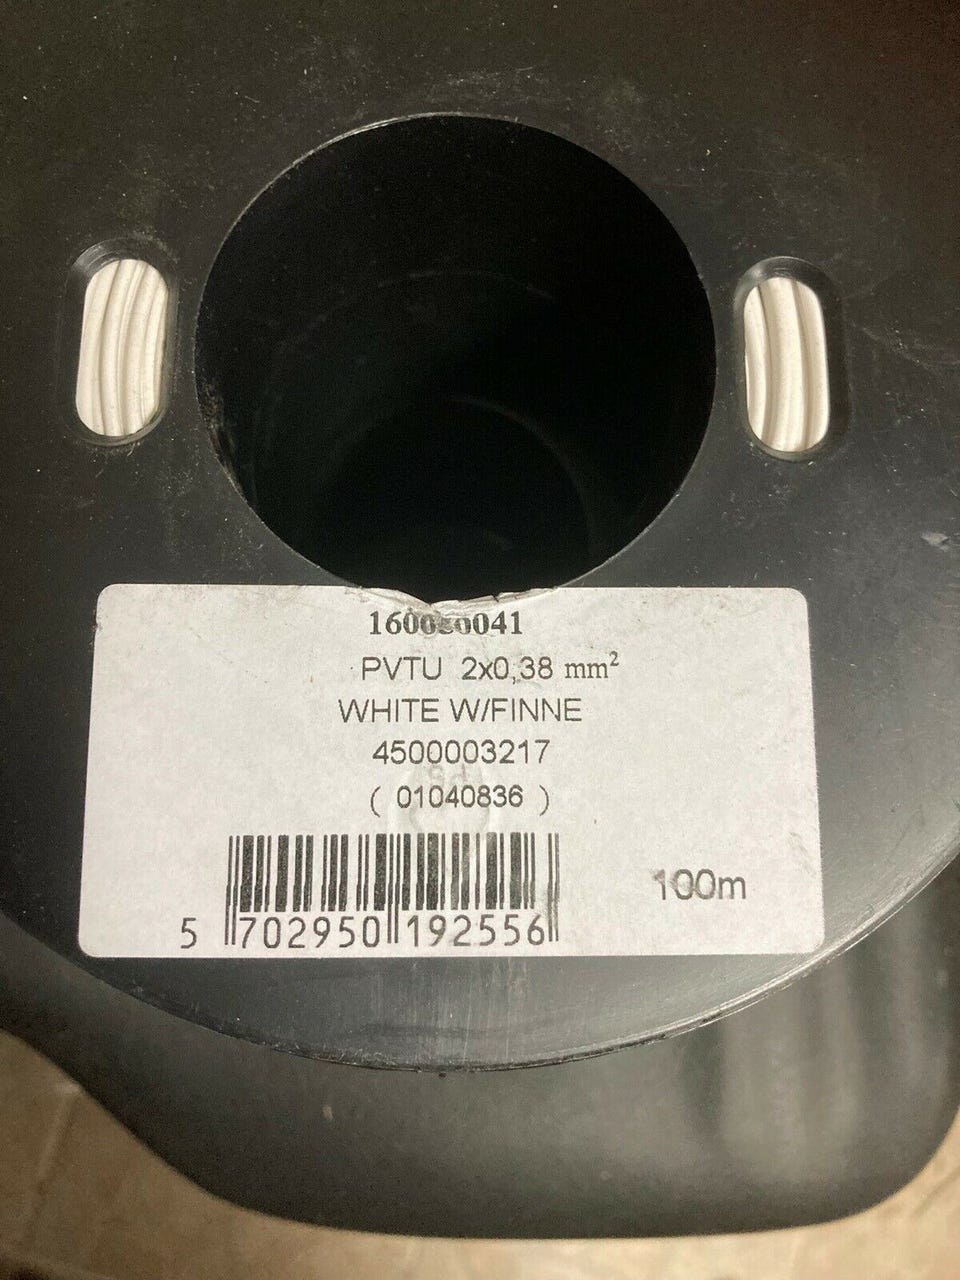 PVTU 2x0,38 mm²
WHITE W/FINNE
4500003217
( 01040836 )
100m
5 702950 192556